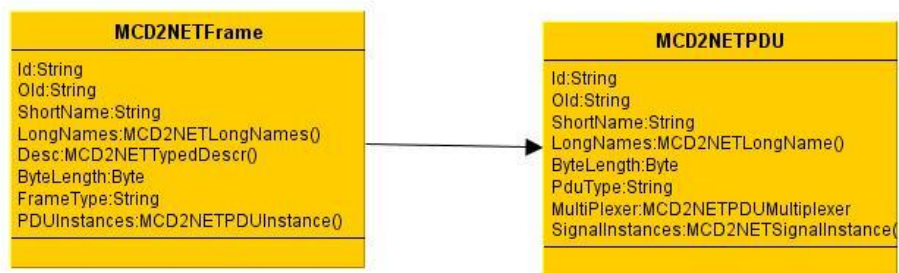 MCD2NETFrame
Id:String
OId:String
ShortName:String
LongNames:MCD2NETLongNames()
Desc:MCD2NETTypedDescr()
ByteLength:Byte
FrameType:String
PDUInstances:MCD2NETPDUInstance()
MCD2NETPDU
Id:String
OId:String
ShortName:String
LongNames:MCD2NETLongName()
ByteLength:Byte
PduType:String
MultiPlexer:MCD2NETPDUMultiplexer
SignalInstances:MCD2NETSignalInstance(